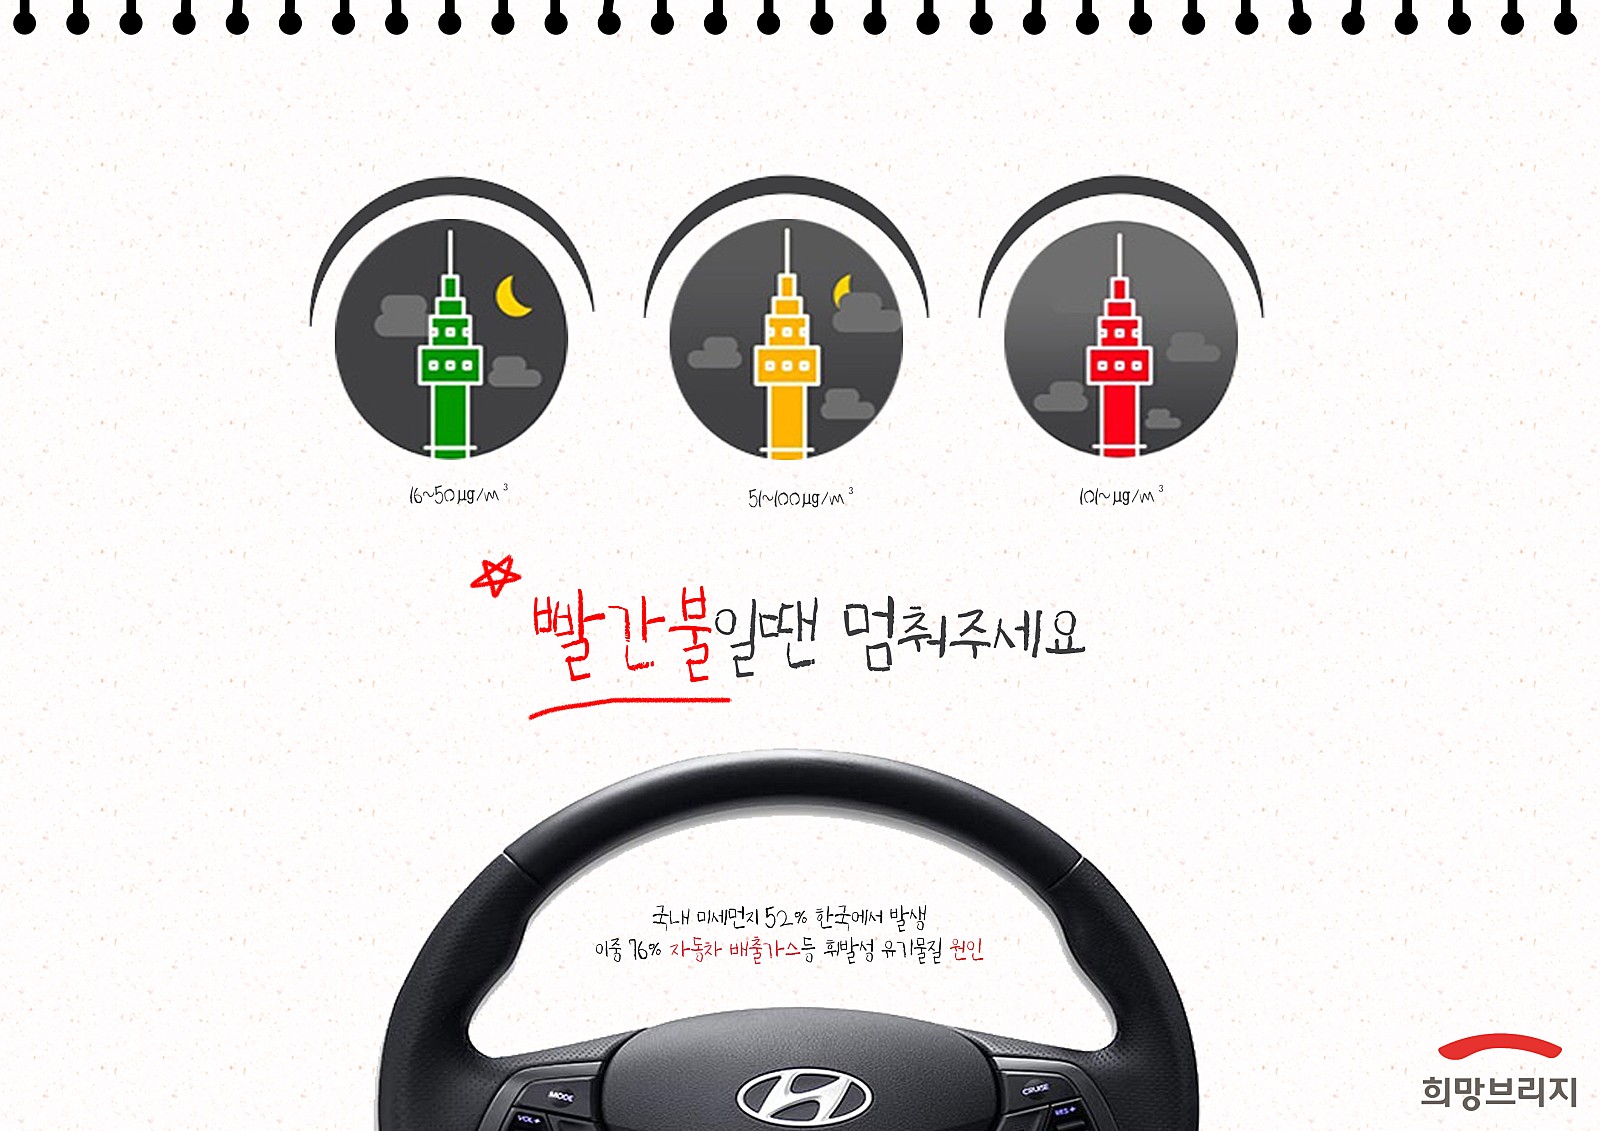 16~50㎍/m³
51~100㎍/m³
101~㎍/m³
빨간불일땐 멈춰주세요
국내 미세먼지 52% 한국에서 발생
이중 76% 자동차 배출가스등 휘발성 유기물질 원인
MODE
VOL+
CRUISE
RES+
희망브리지